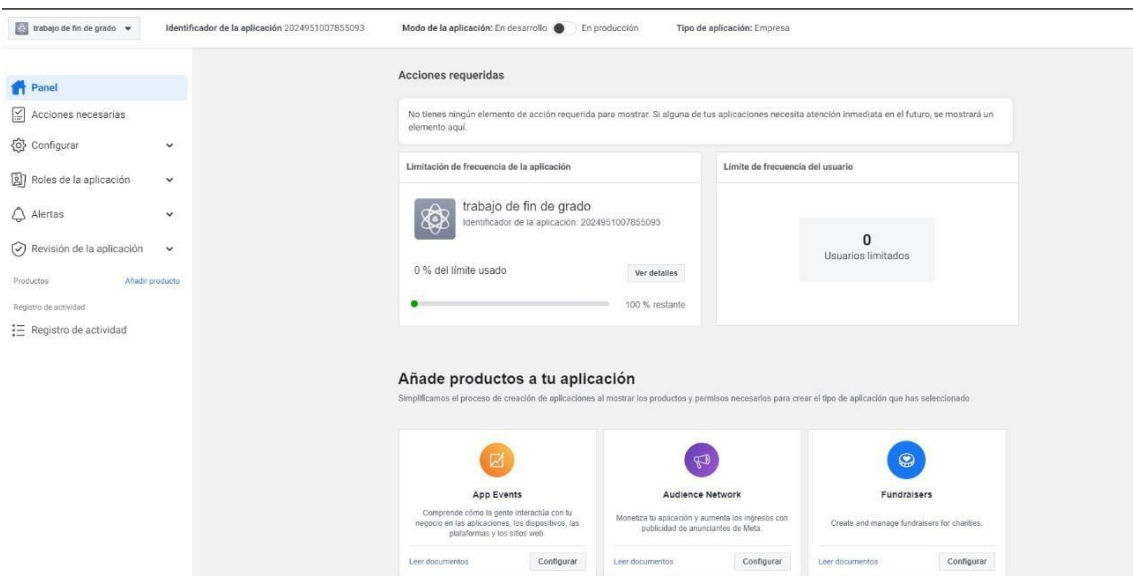 trabajo de fin de grado
Identificador de la aplicación 2024951007855093
Modo de la aplicación: En desarrollo
En producción
Tipo de aplicación: Empresa
Panel
Acciones necesarias
Configurar
Roles de la aplicación
Alertas
Revisión de la aplicación
Productos
Añadir producto
Registro de actividad
Registro de actividad
Acciones requeridas
No tienes ningún elemento de acción requerida para mostrar. Si alguna de tus aplicaciones necesita atención inmediata en el futuro, se mostrará un
elemento aquí.
Limitación de frecuencia de la aplicación
trabajo de fin de grado
Identificador de la aplicación: 2024951007855093
0 % del límite usado
Ver detalles
100 % restante
Límite de frecuencia del usuario
0
Usuarios limitados
Añade productos a tu aplicación
Simplificamos el proceso de creación de aplicaciones al mostrar los productos y permisos necesarios para crear el tipo de aplicación que has seleccionado
App Events
Comprende cómo la gente interactúa con tu
negocio en las aplicaciones, los dispositivos, las
plataformas y los sitios web.
Leer documentos
Configurar
Audience Network
Monetiza tu aplicación y aumenta los ingresos con
publicidad de anunciantes de Meta.
Leer documentos
Configurar
Fundraisers
Create and manage fundraisers for charities.
Leer documentos
Configurar